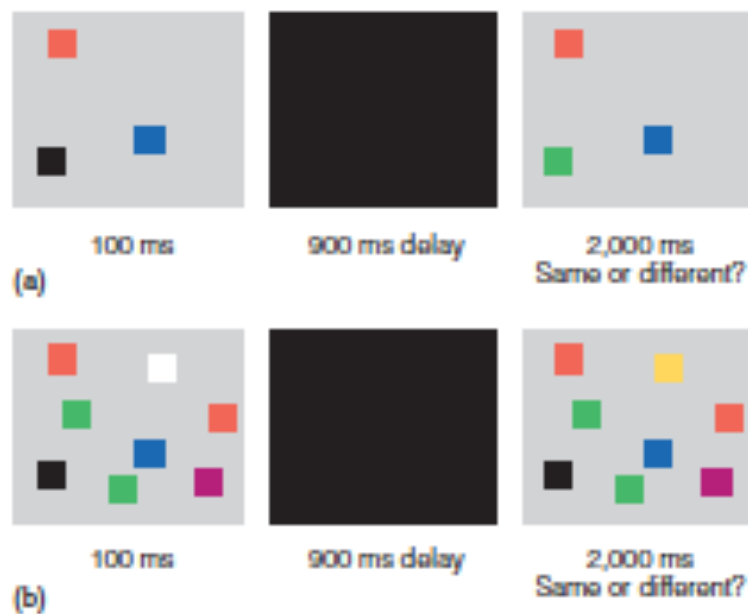 100 ms
900 ms delay
2,000 ms
Same or different?
(a)
100 ms
900 ms delay
2,000 ms
Same or different?
(b)